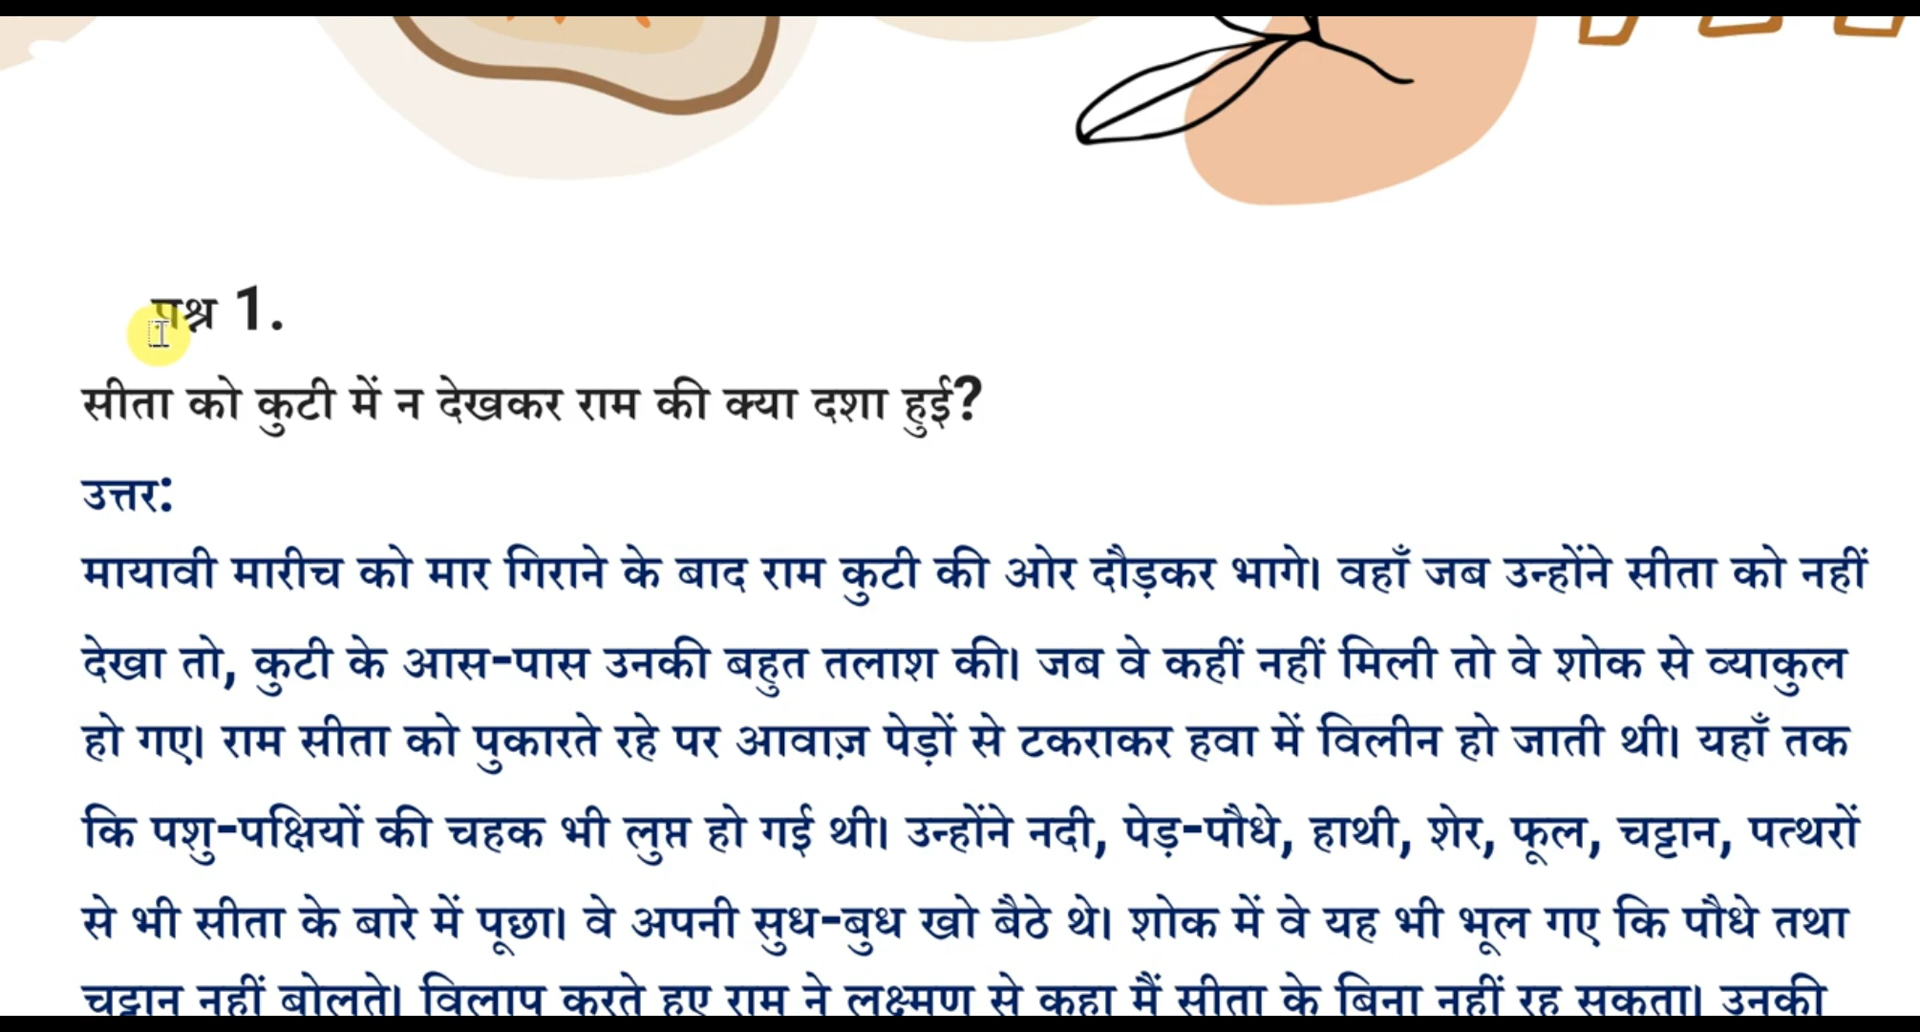 प्रश्न 1.
सीता को कुटी में न देखकर राम की क्या दशा हुई?
उत्तर:
मायावी मारीच को मार गिराने के बाद राम कुटी की ओर दौड़कर भागे। वहाँ जब उन्होंने सीता को नहीं
देखा तो, कुटी के आस-पास उनकी बहुत तलाश की। जब वे कहीं नहीं मिली तो वे शोक से व्याकुल
हो गए। राम सीता को पुकारते रहे पर आवाज़ पेड़ों से टकराकर हवा में विलीन हो जाती थी। यहाँ तक
कि पशु-पक्षियों की चहक भी लुप्त हो गई थी। उन्होंने नदी, पेड़-पौधे, हाथी, शेर, फूल, चट्टान, पत्थरों
से भी सीता के बारे में पूछा। वे अपनी सुध-बुध खो बैठे थे। शोक में वे यह भी भूल गए कि पौधे तथा
चट्टान नहीं बोलते। विलाप करते हुए राम ने लक्ष्मण से कहा मैं सीता के बिना नहीं रह सकता। उनकी